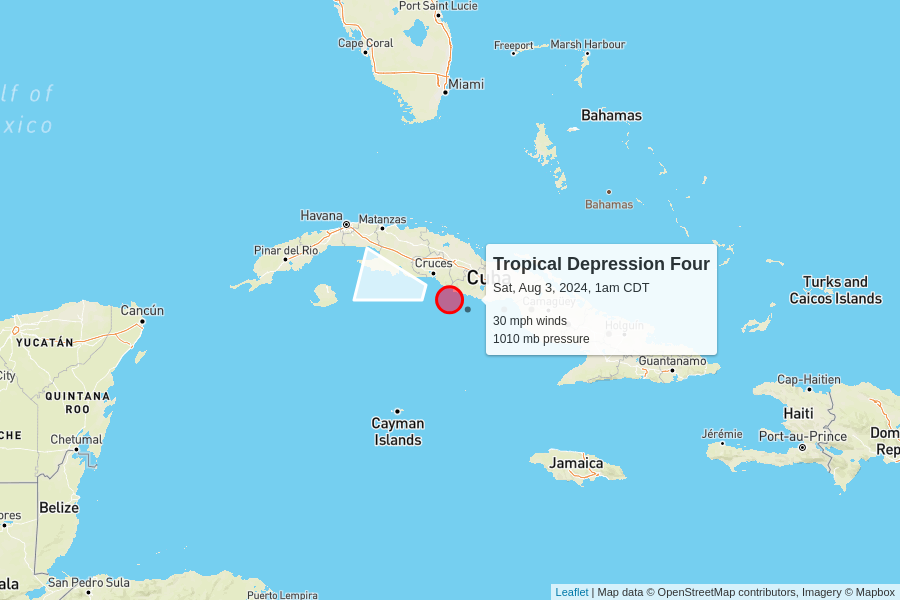 Port Saint Lucie
Cape Coral
Freeport
Marsh Harbour
Miami
lf of
xico
Bahamas
Bahamas
Havana
Matanzas
Pinar del Rio
Cruces
Cuba
Tropical Depression Four
Sat, Aug 3, 2024, 1am CDT
Camagüey
30 mph winds
Holguin
1010 mb pressure
Turks and
Caicos Islands
Cancún
YUCATÁN
Guantanamo
City
Cap-Haitien
QUINTANA
ROO
Haiti
Cayman
Islands
CHE
Chetumal
Jérémie
Port-au-Prince
Dom
Rep
Jamaica
Belize
ores
ala
San Pedro Sula
Puerto Lempira
Leaflet | Map data © OpenStreetMap contributors, Imagery © Mapbox